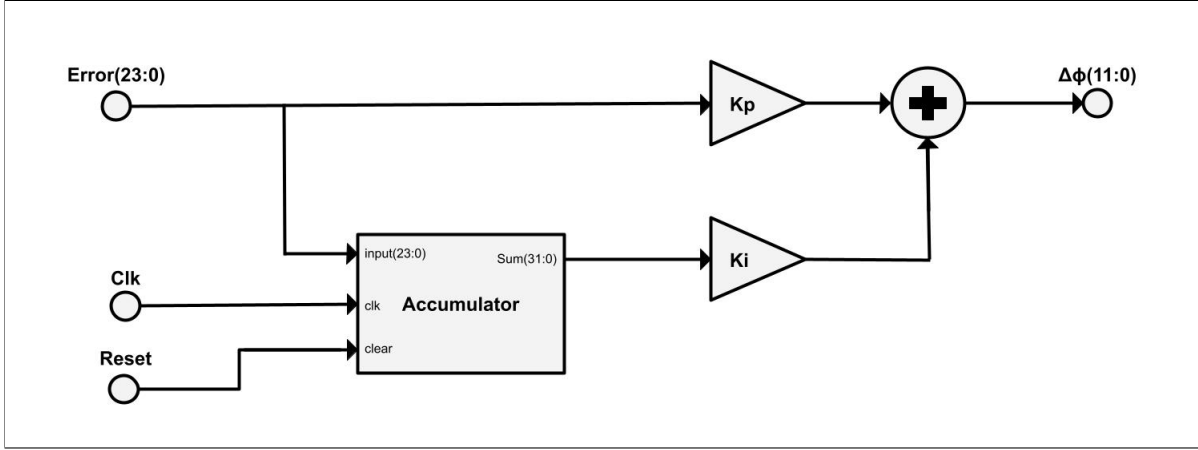 Error(23:0)
Kp
Δϕ(11:0)
input(23:0)
Sum(31:0)
Ki
Clk
clk
Accumulator
Reset
clear